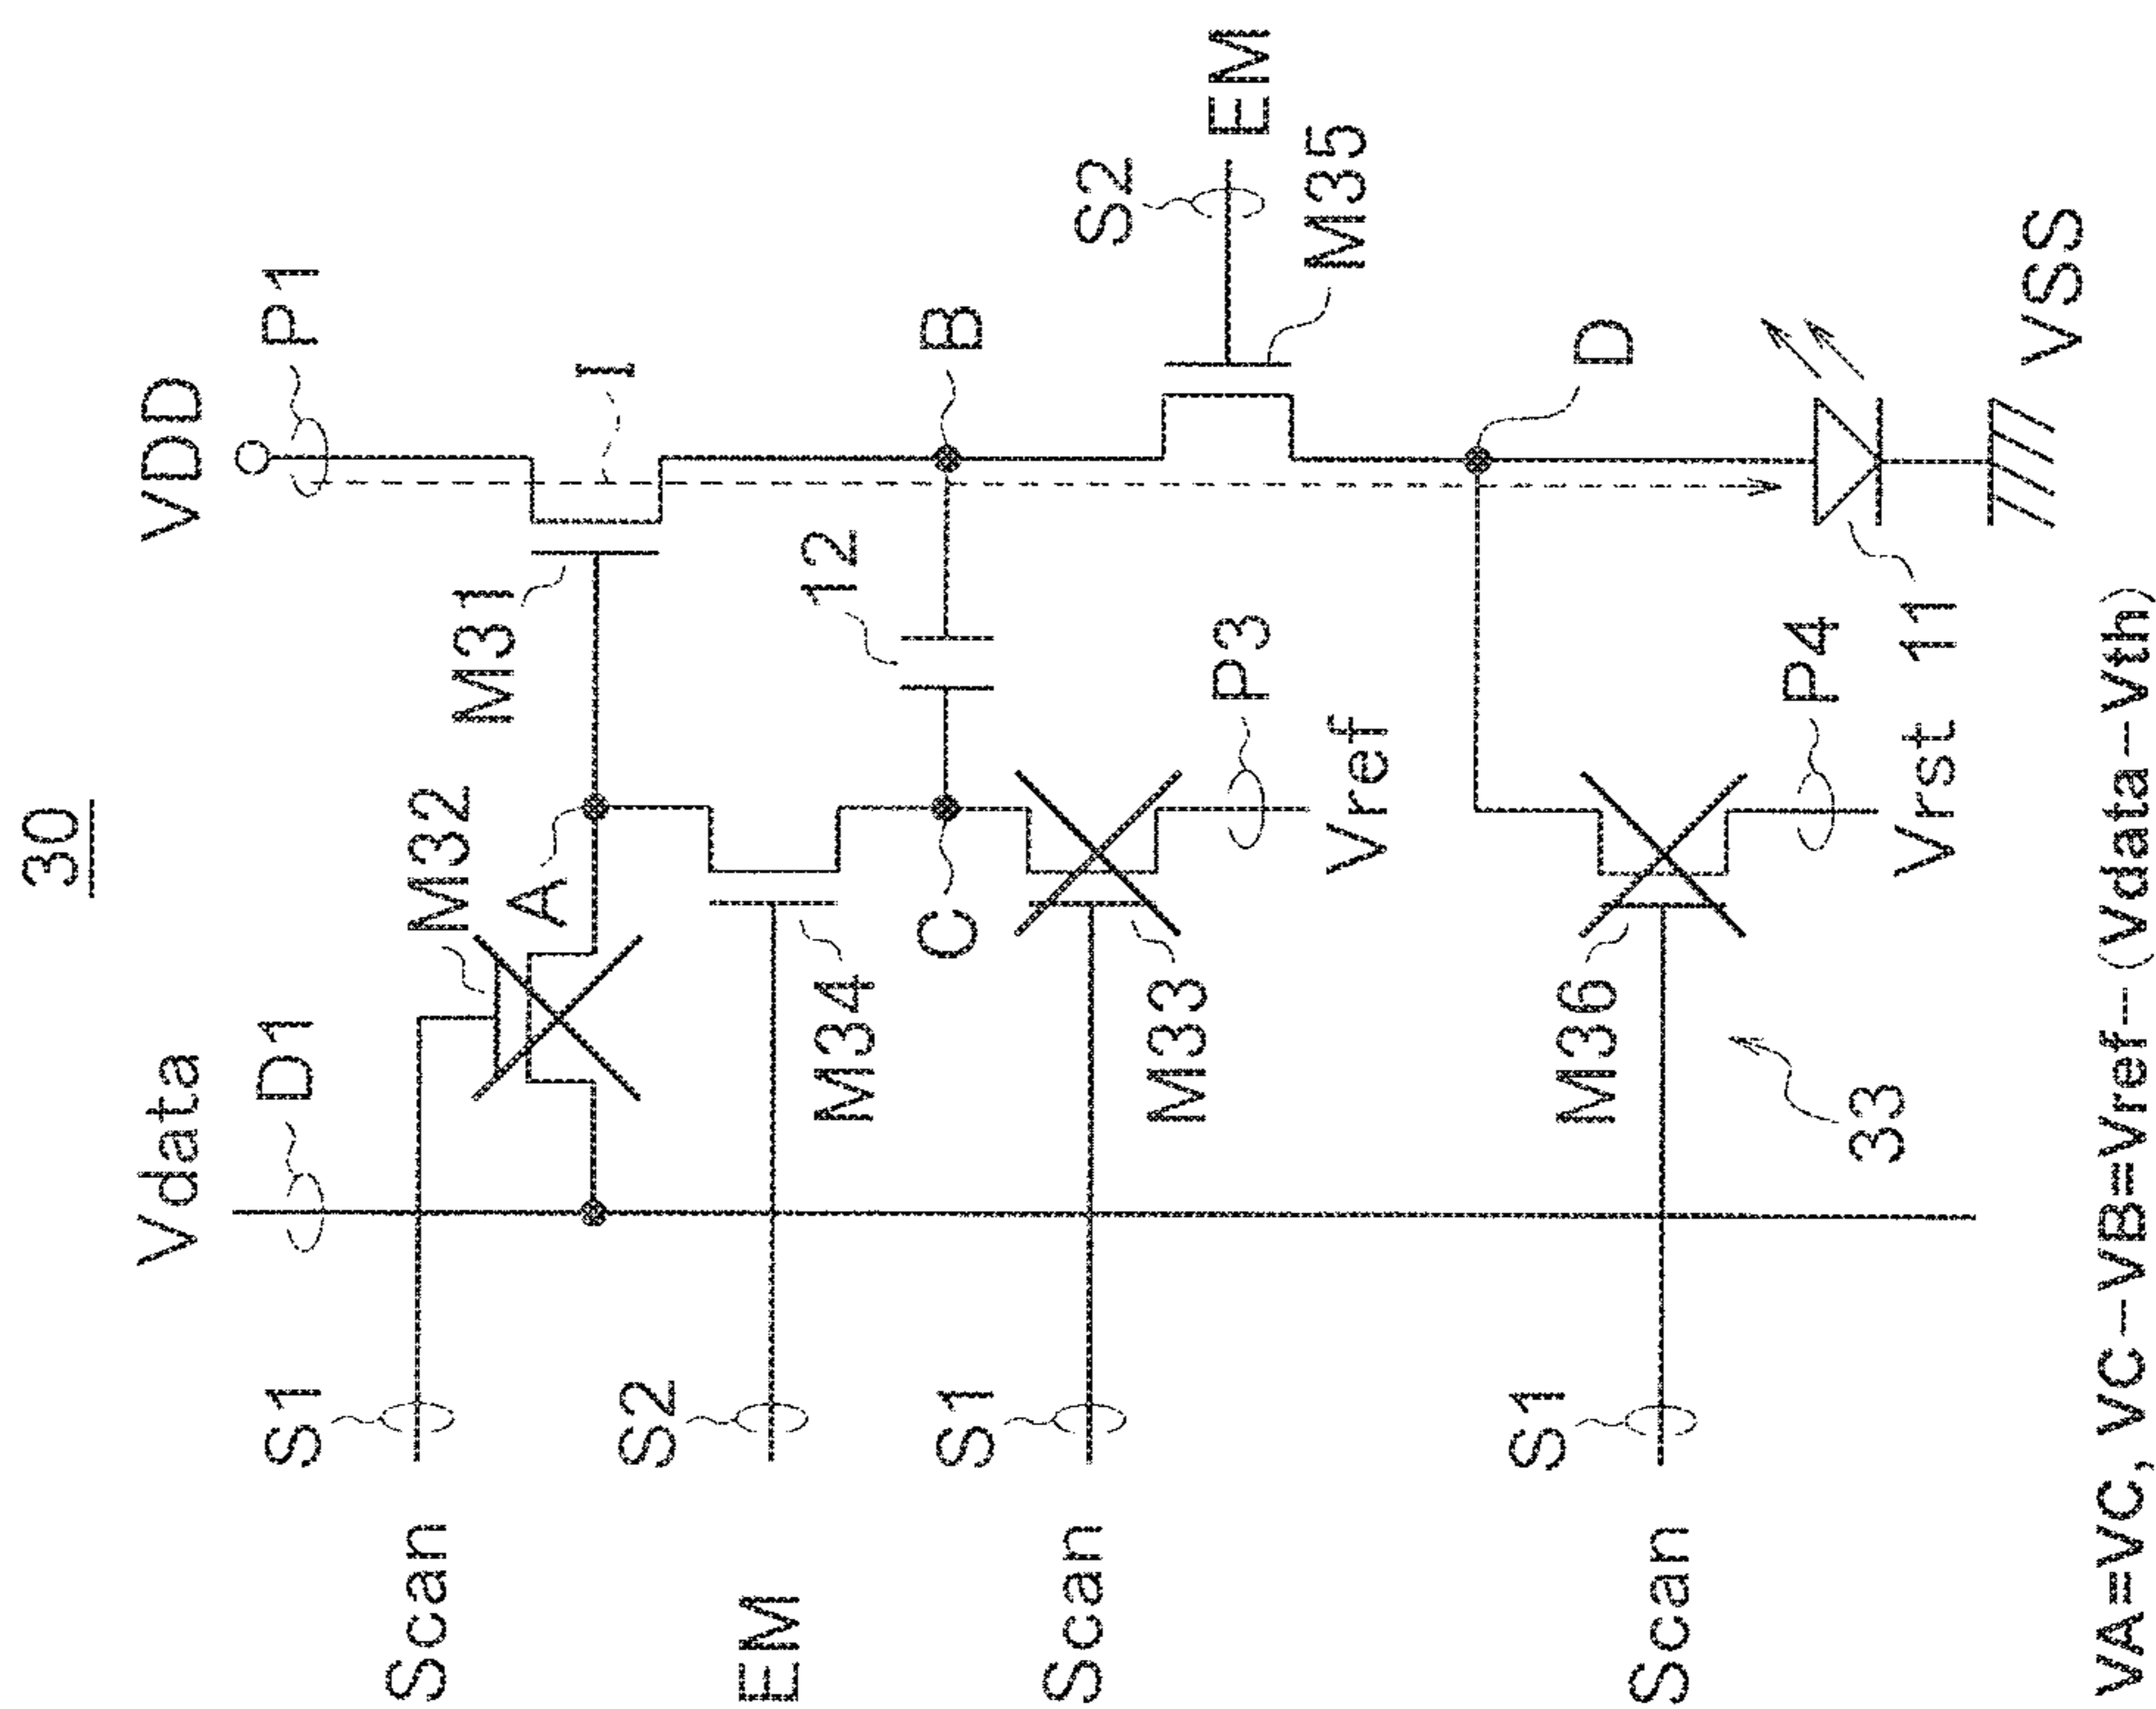 30
Vdata
D1
VDD
P1
Scan
S1
M32
A
M31
I
EM
S2
M34
12
B
C
Scan
S1
M33
P3
Vref
S2
EM
M35
D
Scan
S1
M36
P4
Vrst
33
11
VSS
VA=VC, VC-VB=Vref-(Vdata-Vth)